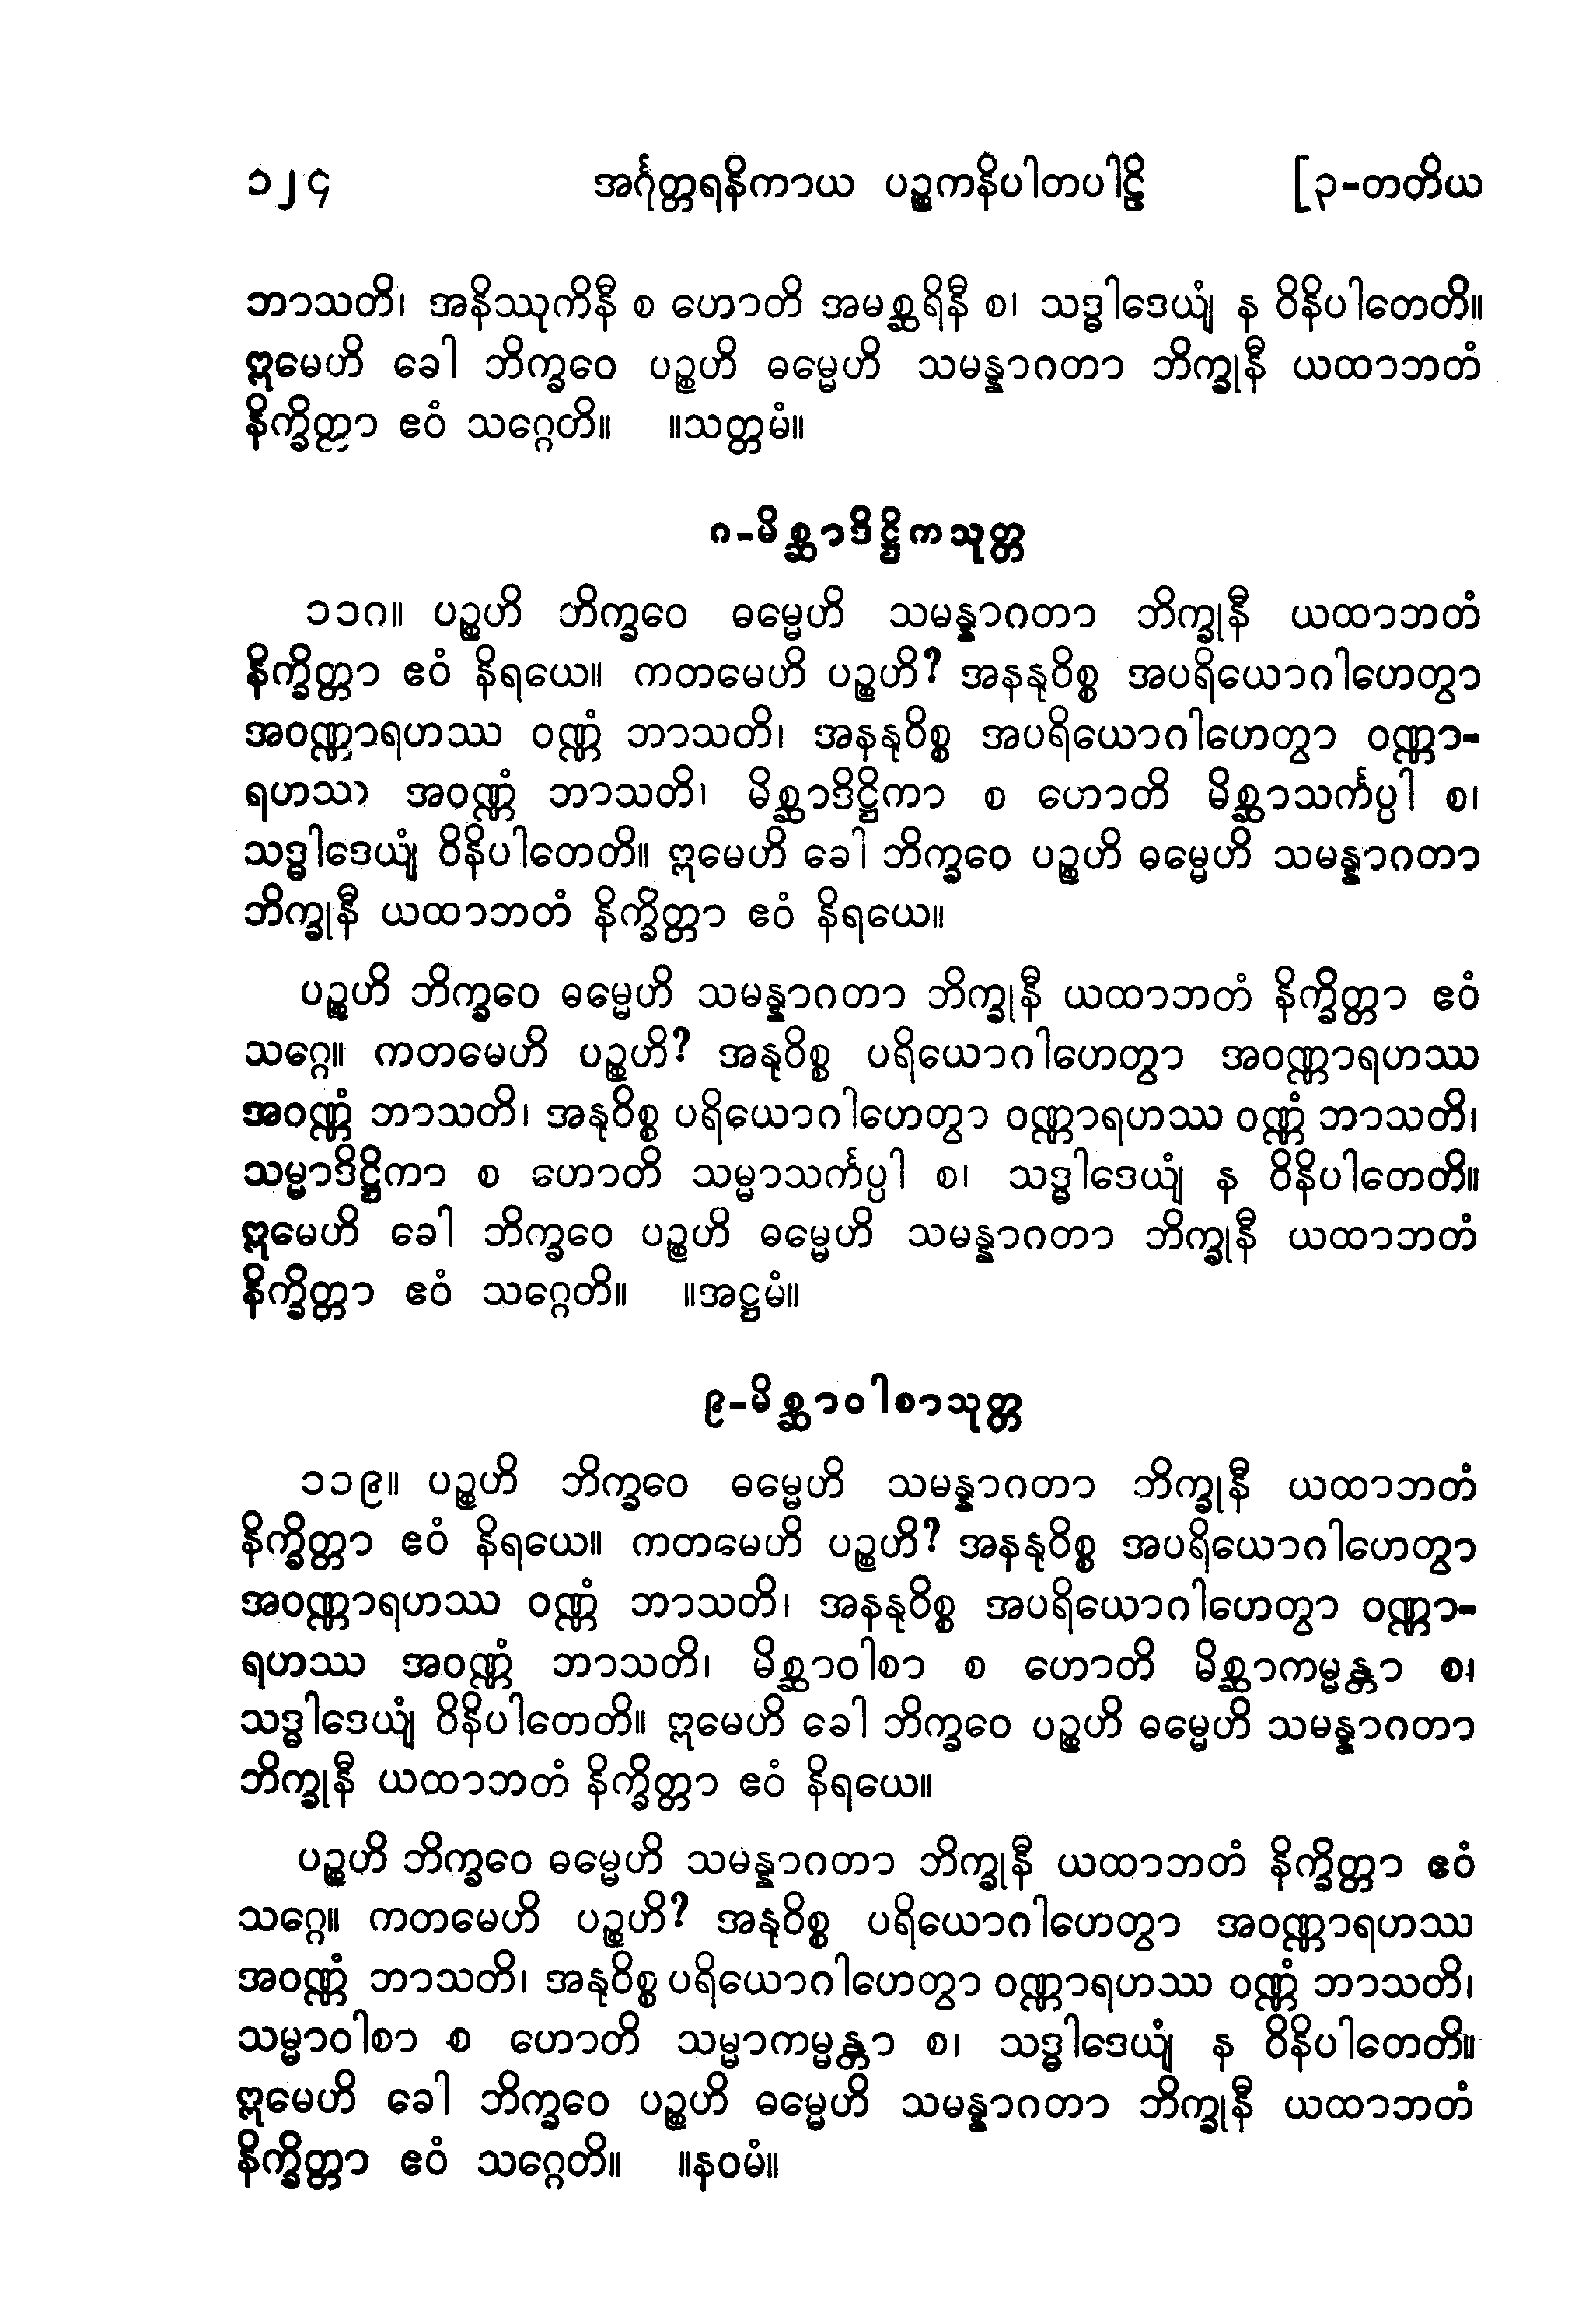 ၁၂၄ အင်္ဂုတ္တရနိကာယ ပဉ္စကနိပါတပါဠိ [၃-တတိယ
ဘာသတိ၊ အနိဿုကိနီ စ ဟောတိ အမစ္ဆရိနီ စ၊ သဒ္ဓါဒေယျံ န ဝိနိပါတေတိ။
ဣမေဟိ ခေါ ဘိက္ခဝေ ပဉ္စဟိ ဓမ္မေဟိ သမန္နာဂတာ ဘိက္ခုနီ ယထာဘတံ
နိက္ခိတ္တာ ဧဝံ သဂ္ဂေတိ။ ။သတ္တမံ။
၈-မိစ္ဆာဒိဋ္ဌိကသုတ္တ
၁၁၈။ ပဉ္စဟိ ဘိက္ခဝေ ဓမ္မေဟိ သမန္နာဂတာ ဘိက္ခုနီ ယထာဘတံ
နိက္ခိတ္တာ ဧဝံ နိရယေ။ ကတမေဟိ ပဉ္စဟိ? အနနုဝိစ္စ အပရိယောဂါဟေတွာ
အဝဏ္ဏာရဟဿ ဝဏ္ဏံ ဘာသတိ၊ အနနုဝိစ္စ အပရိယောဂါဟေတွာ ဝဏ္ဏာ-
ရဟဿ အဝဏ္ဏံ ဘာသတိ၊ မိစ္ဆာဒိဋ္ဌိကာ စ ဟောတိ မိစ္ဆာသင်္ကပ္ပါ စ၊
သဒ္ဓါဒေယျံ ဝိနိပါတေတိ။ ဣမေဟိ ခေါ ဘိက္ခဝေ ပဉ္စဟိ ဓမ္မေဟိ သမန္နာဂတာ
ဘိက္ခုနီ ယထာဘတံ နိက္ခိတ္တာ ဧဝံ နိရယေ။
ပဉ္စဟိ ဘိက္ခဝေ ဓမ္မေဟိ သမန္နာဂတာ ဘိက္ခုနီ ယထာဘတံ နိက္ခိတ္တာ ဧဝံ
သဂ္ဂေ။ ကတမေဟိ ပဉ္စဟိ? အနုဝိစ္စ ပရိယောဂါဟေတွာ အဝဏ္ဏာရဟဿ
အဝဏ္ဏံ ဘာသတိ၊ အနုဝိစ္စ ပရိယောဂါဟေတွာ ဝဏ္ဏာရဟဿ ဝဏ္ဏံ ဘာသတိ၊
သမ္မာဒိဋ္ဌိကာ စ ဟောတိ သမ္မာသင်္ကပ္ပါ စ၊ သဒ္ဓါဒေယျံ န ဝိနိပါတေတိ။
ဣမေဟိ ခေါ ဘိက္ခဝေ ပဉ္စဟိ ဓမ္မေဟိ သမန္နာဂတာ ဘိက္ခုနီ ယထာဘတံ
နိက္ခိတ္တာ ဧဝံ သဂ္ဂေတိ။ ။အဋ္ဌမံ။
၉-မိစ္ဆာဝါစာသုတ္တ
၁၁၉။ ပဉ္စဟိ ဘိက္ခဝေ ဓမ္မေဟိ သမန္နာဂတာ ဘိက္ခုနီ ယထာဘတံ
နိက္ခိတ္တာ ဧဝံ နိရယေ။ ကတမေဟိ ပဉ္စဟိ? အနနုဝိစ္စ အပရိယောဂါဟေတွာ
အဝဏ္ဏာရဟဿ ဝဏ္ဏံ ဘာသတိ၊ အနနုဝိစ္စ အပရိယောဂါဟေတွာ ဝဏ္ဏာ-
ရဟဿ အဝဏ္ဏံ ဘာသတိ၊ မိစ္ဆာဝါစာ စ ဟောတိ မိစ္ဆာကမ္မန္တာ စ၊
သဒ္ဓါဒေယျံ ဝိနိပါတေတိ။ ဣမေဟိ ခေါ ဘိက္ခဝေ ပဉ္စဟိ ဓမ္မေဟိ သမန္နာဂတာ
ဘိက္ခုနီ ယထာဘတံ နိက္ခိတ္တာ ဧဝံ နိရယေ။
ပဉ္စဟိ ဘိက္ခဝေ ဓမ္မေဟိ သမန္နာဂတာ ဘိက္ခုနီ ယထာဘတံ နိက္ခိတ္တာ ဧဝံ
သဂ္ဂေ။ ကတမေဟိ ပဉ္စဟိ? အနုဝိစ္စ ပရိယောဂါဟေတွာ အဝဏ္ဏာရဟဿ
အဝဏ္ဏံ ဘာသတိ၊ အနုဝိစ္စ ပရိယောဂါဟေတွာ ဝဏ္ဏာရဟဿ ဝဏ္ဏံ ဘာသတိ၊
သမ္မာဝါစာ စ ဟောတိ သမ္မာကမ္မန္တာ စ၊ သဒ္ဓါဒေယျံ န ဝိနိပါတေတိ။
ဣမေဟိ ခေါ ဘိက္ခဝေ ပဉ္စဟိ ဓမ္မေဟိ သမန္နာဂတာ ဘိက္ခုနီ ယထာဘတံ
နိက္ခိတ္တာ ဧဝံ သဂ္ဂေတိ။ ။နဝမံ။